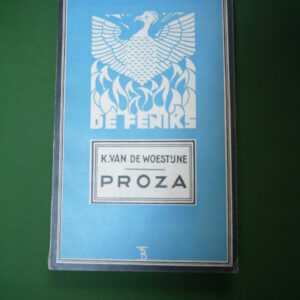 DE FENIKS
K. VAN DE WOESTIJNE
PROZA